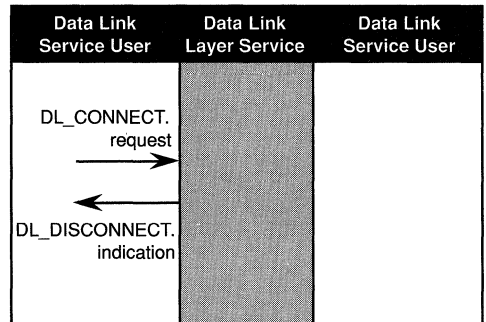 Data Link
Service User
Data Link
Layer Service
Data Link
Service User
DL_CONNECT.
request
DL_DISCONNECT.
indication